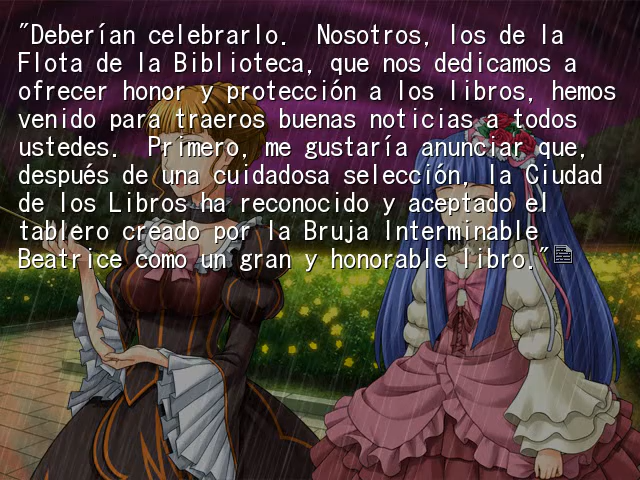 "Deberían celebrarlo.  Nosotros, los de la
Flota de la Biblioteca, que nos dedicamos a
ofrecer honor y protección a los libros, hemos
venido para traeros buenas noticias a todos
ustedes.  Primero, me gustaría anunciar que,
después de una cuidadosa selección, la Ciudad
de los Libros ha reconocido y aceptado el
tablero creado por la Bruja Interminable
Beatrice como un gran y honorable libro."